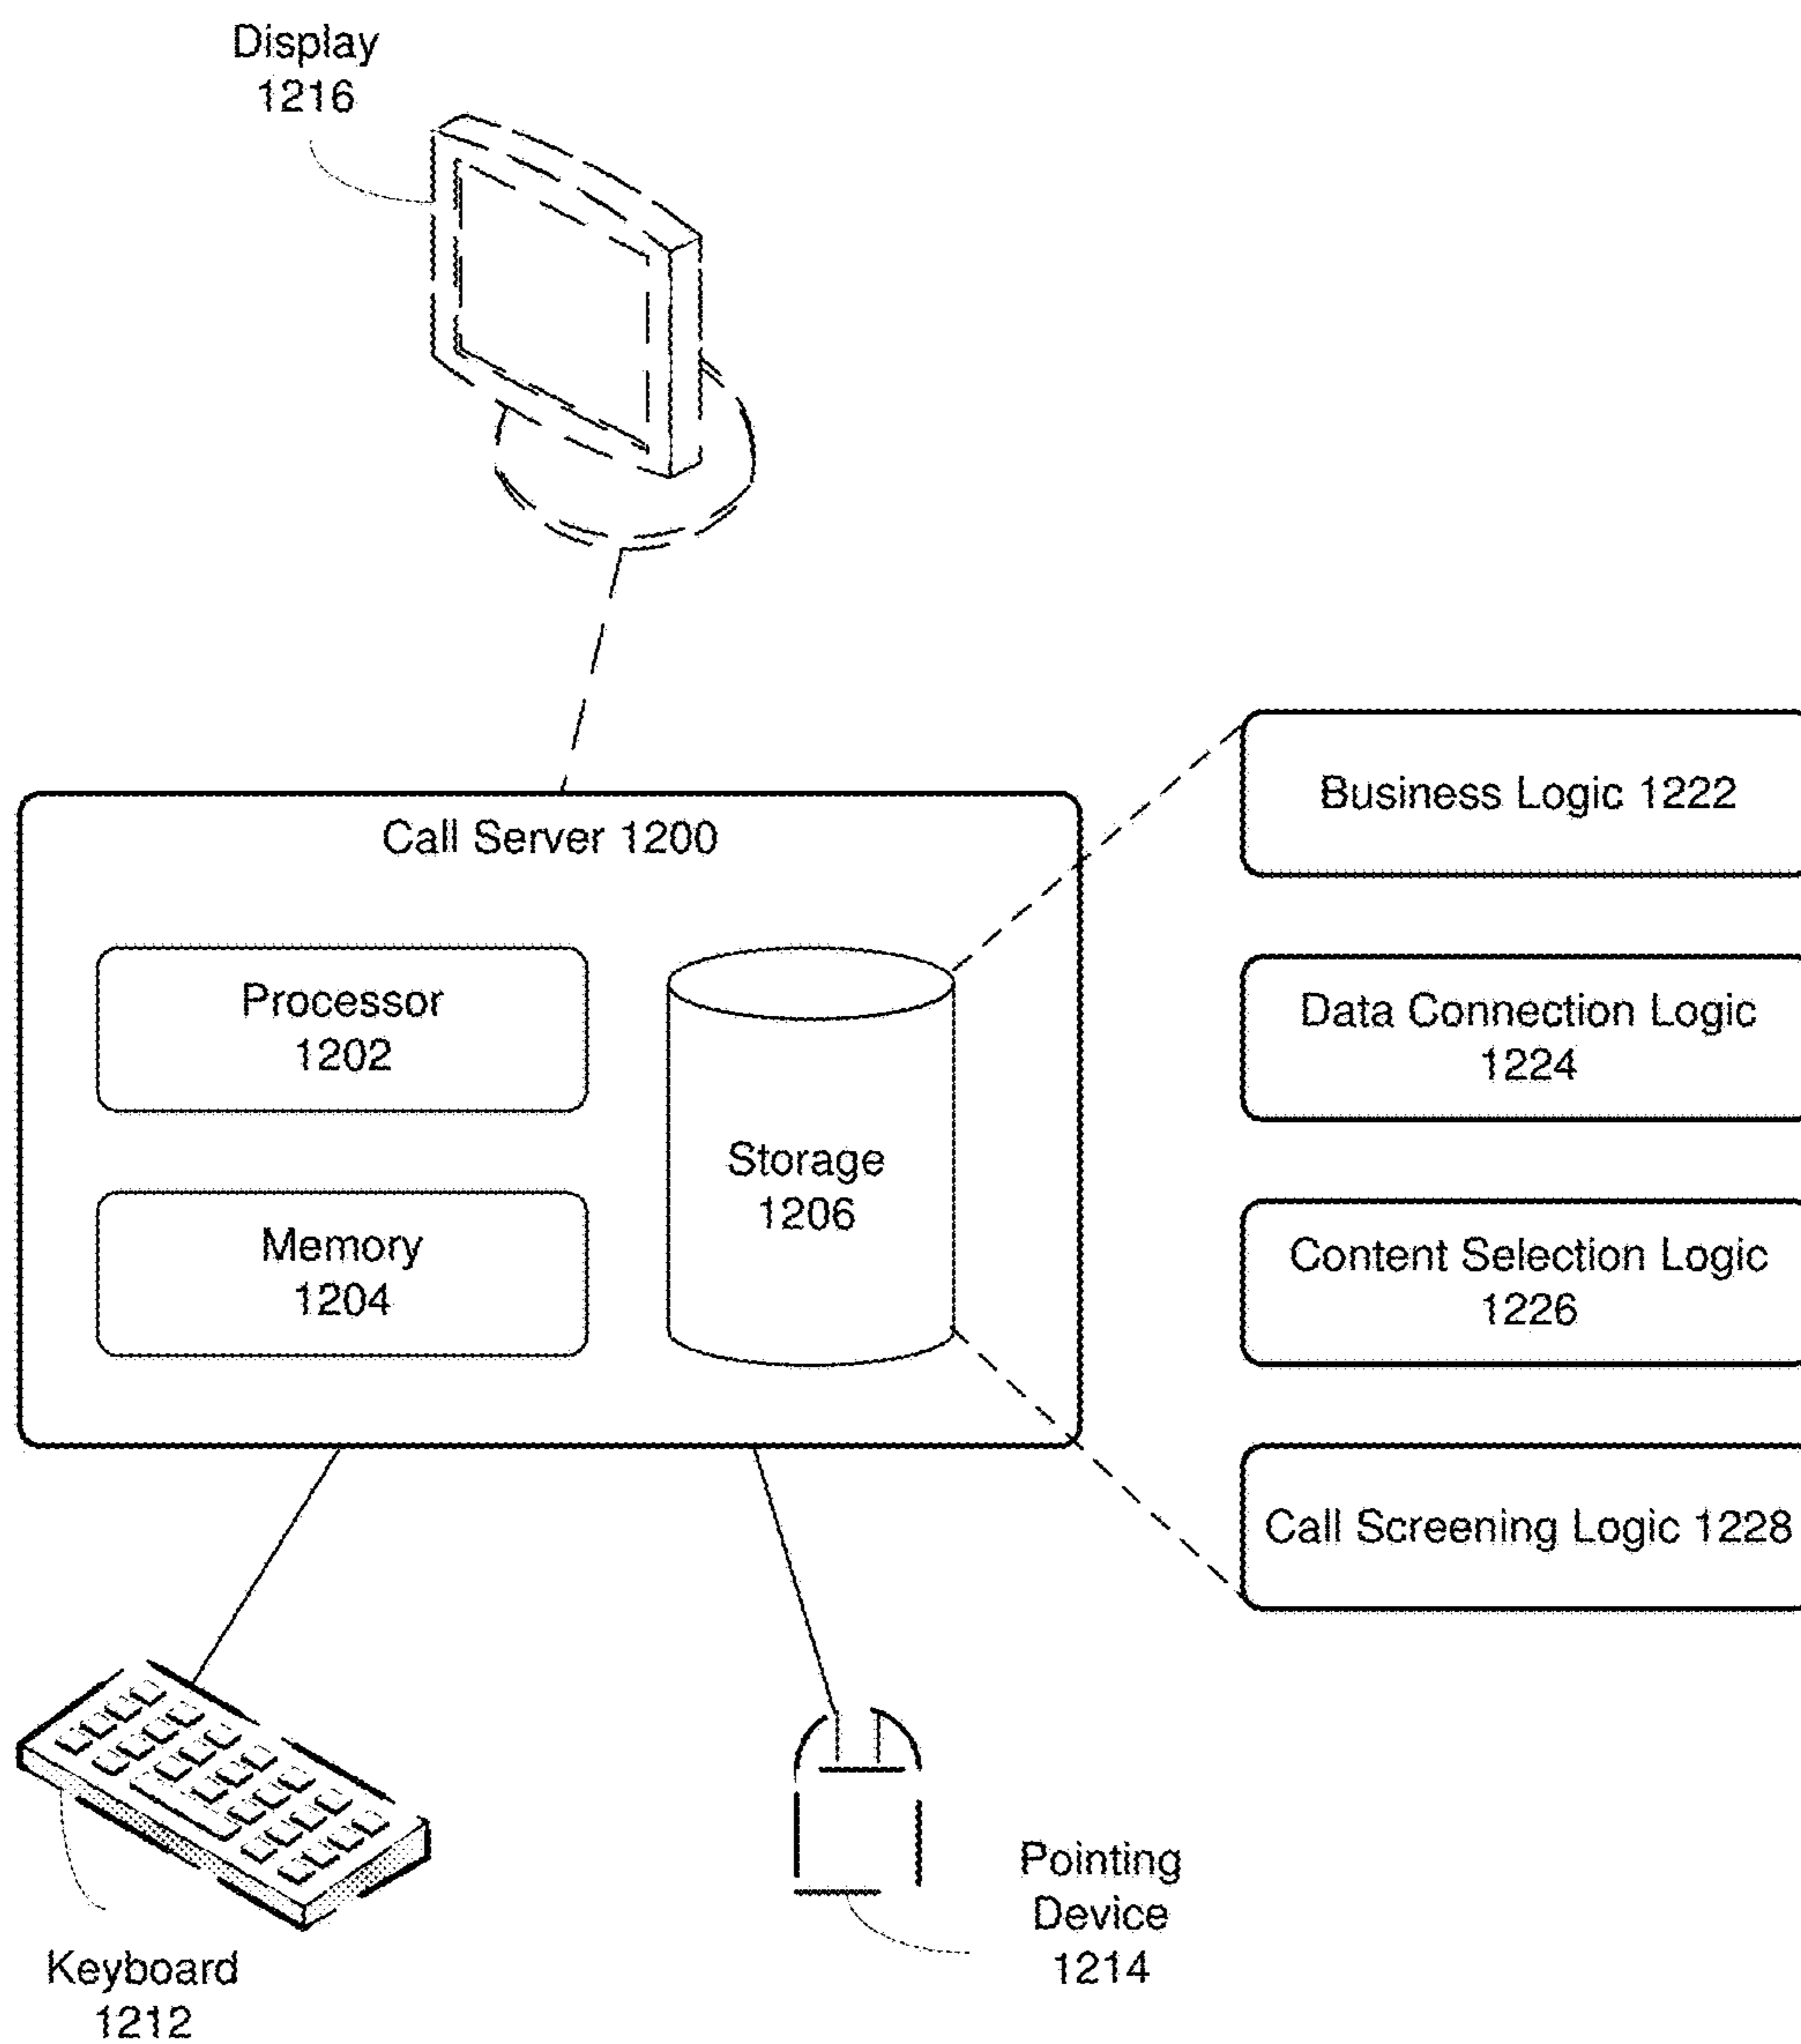 Display
1216
Call Server 1200
Processor
1202
Memory
1204
Storage
1206
Business Logic 1222
Data Connection Logic
1224
Content Selection Logic
1226
Call Screening Logic 1228
Keyboard
1212
Pointing
Device
1214